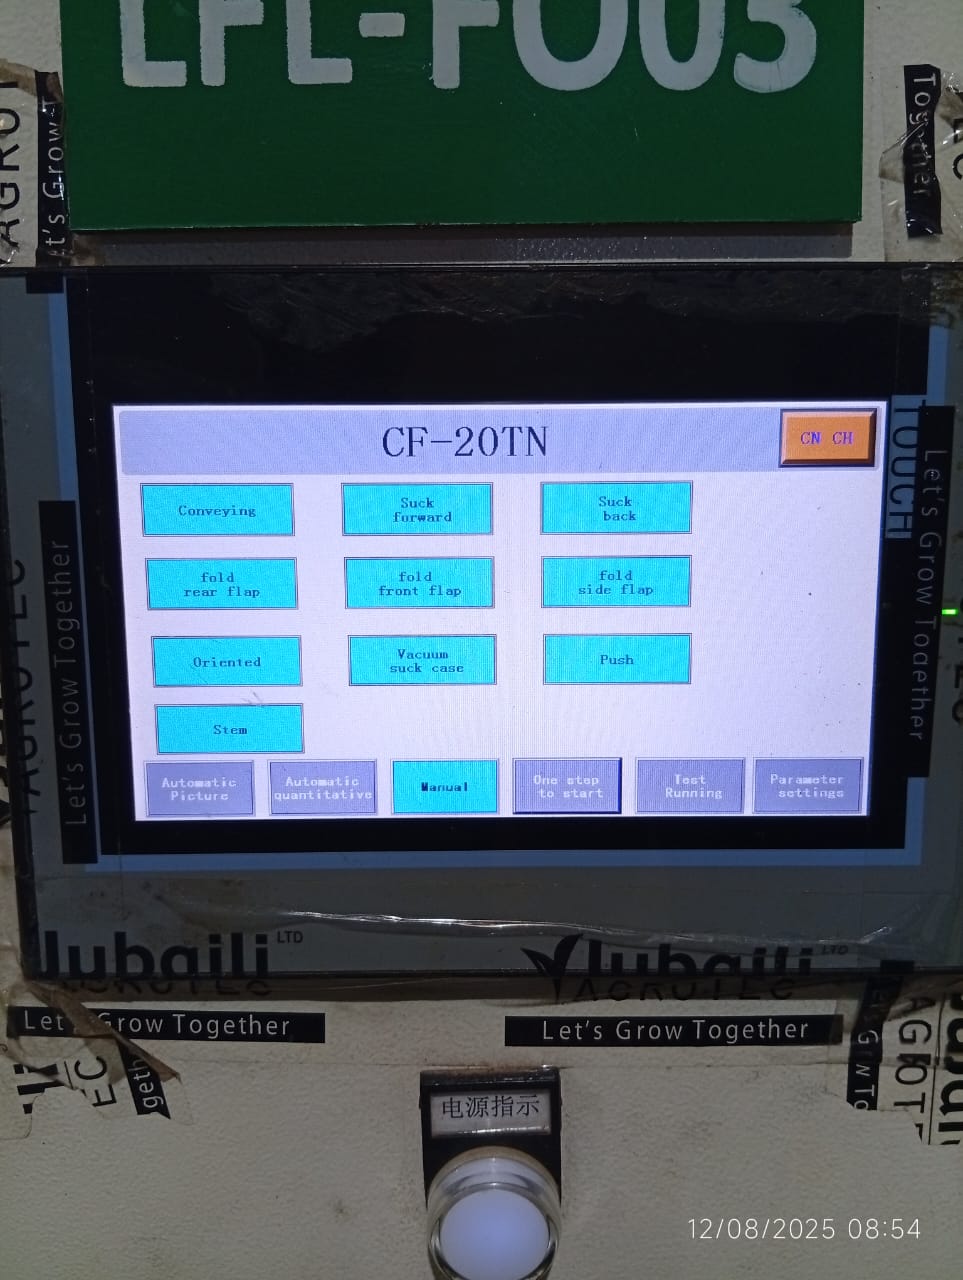 LFL-F005
CF-20TN
CN CH
Conveying
Suck
forward
Suck
back
fold
rear flap
fold
front flap
fold
side flap
Oriented
Vacuum
suck case
Push
Stem
Automatic
Picture
Automatic
quantitative
Manual
One step
to start
Test
Running
Parameter
settings
Together
TOUCH
Let's Grow Together
Let's Grow Together
LTD
LTD
Let's Grow Together
电源指示
12/08/2025 08:54